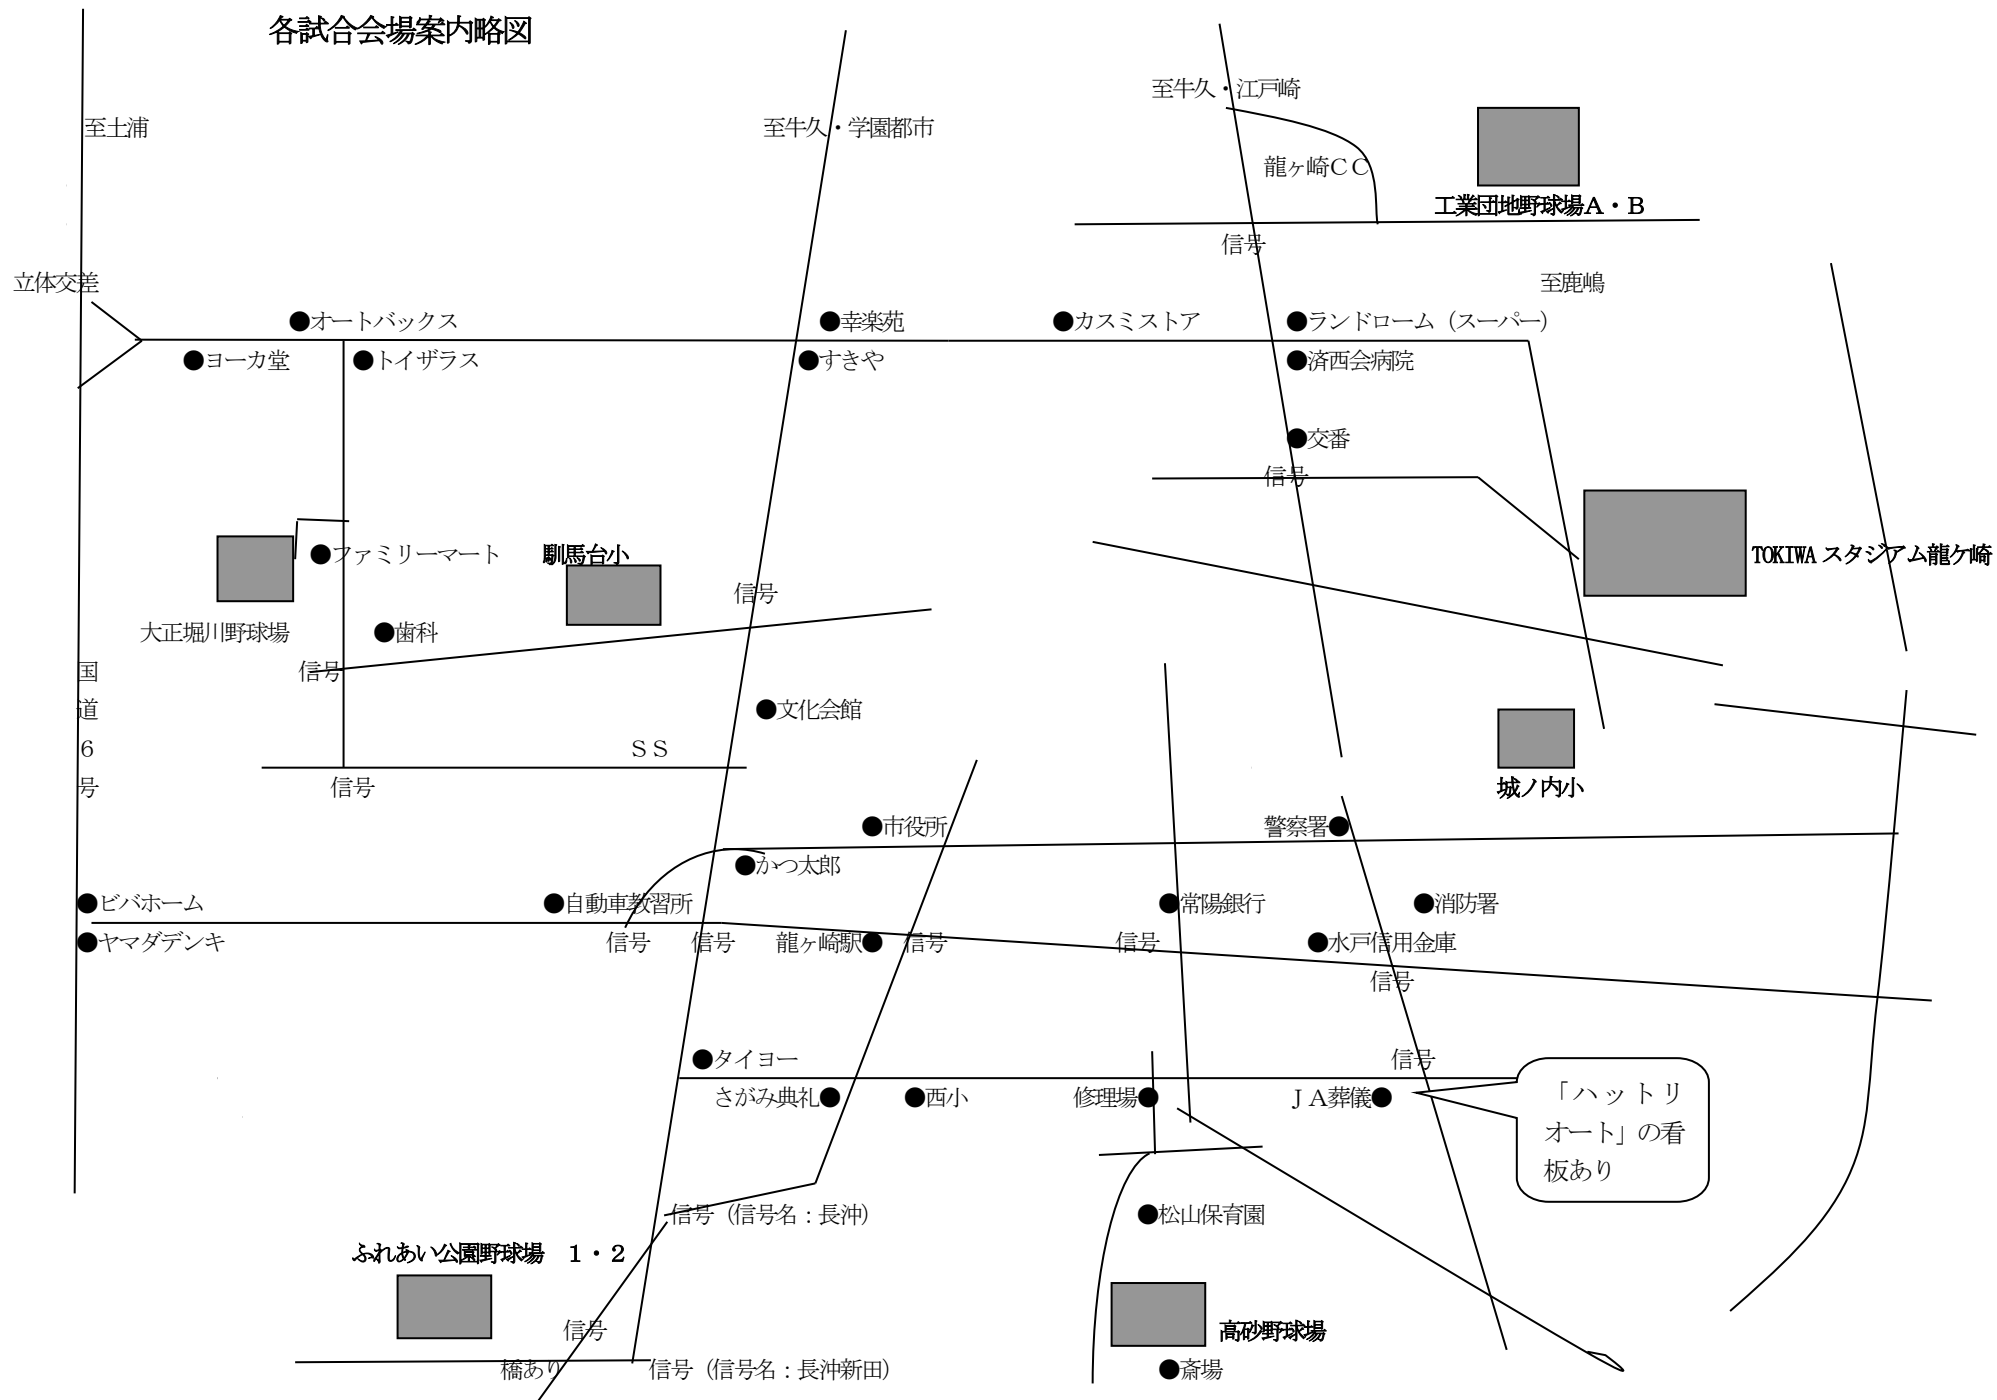 各試合会場案内略図
至牛久・江戸崎
至土浦
至牛久・学園都市
龍ヶ崎ＣＣ
工業団地野球場Ａ・Ｂ
信号
立体交差
至鹿嶋
●オートバックス
●幸楽苑
●カスミストア
●ランドローム（スーパー）
●ヨーカ堂
●トイザラス
●すきや
●済西会病院
●交番
信号
●ファミリーマート
馴馬台小
TOKIWA スタジアム龍ケ崎
信号
大正堀川野球場
●歯科
国
道
６
号
信号
●文化会館
ＳＳ
信号
城ノ内小
●市役所
警察署●
●かつ太郎
●ビバホーム
●自動車教習所
●常陽銀行
●消防署
●ヤマダデンキ
信号
信号
龍ヶ崎駅●
信号
信号
●水戸信用金庫
信号
●タイヨー
信号
さがみ典礼●
●西小
修理場●
ＪＡ葬儀●
「ハットリ
オート」の看
板あり
信号（信号名：長沖）
●松山保育園
ふれあい公園野球場　１・２
信号
高砂野球場
橋あり
信号（信号名：長沖新田）
●斎場